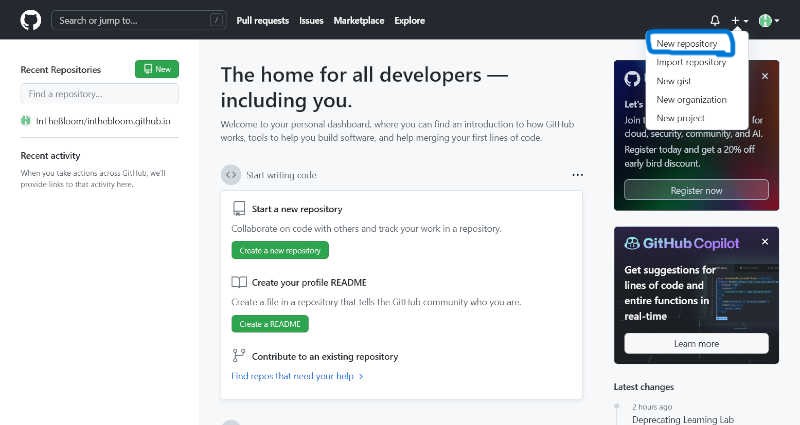 Search or jump to...
/
Pull requests
Issues
Marketplace
Explore
New repository
Import repository
New gist
New organization
New project
Recent Repositories
New
Find a repository...
InTheBloom/inthebloom.github.io
Recent activity
When you take actions across GitHub, we'll
provide links to that activity here.
The home for all developers —
including you.
Welcome to your personal dashboard, where you can find an introduction to how GitHub
works, tools to help you build software, and help merging your first lines of code.
Start writing code
Start a new repository
Collaborate on code with others and track your work in a repository.
Create a new repository
Create your profile README
Create a file in a repository that tells the GitHub community who you are.
Create a README
Contribute to an existing repository
Find repos that need your help
Let's
Join for
cloud, security, community, and AI.
Register today and get a 20% off
early bird discount.
Register now
GitHub Copilot
Get suggestions for
lines of code and
entire functions in
real-time
Learn more
Latest changes
2 hours ago
Deprecating Learning Lab